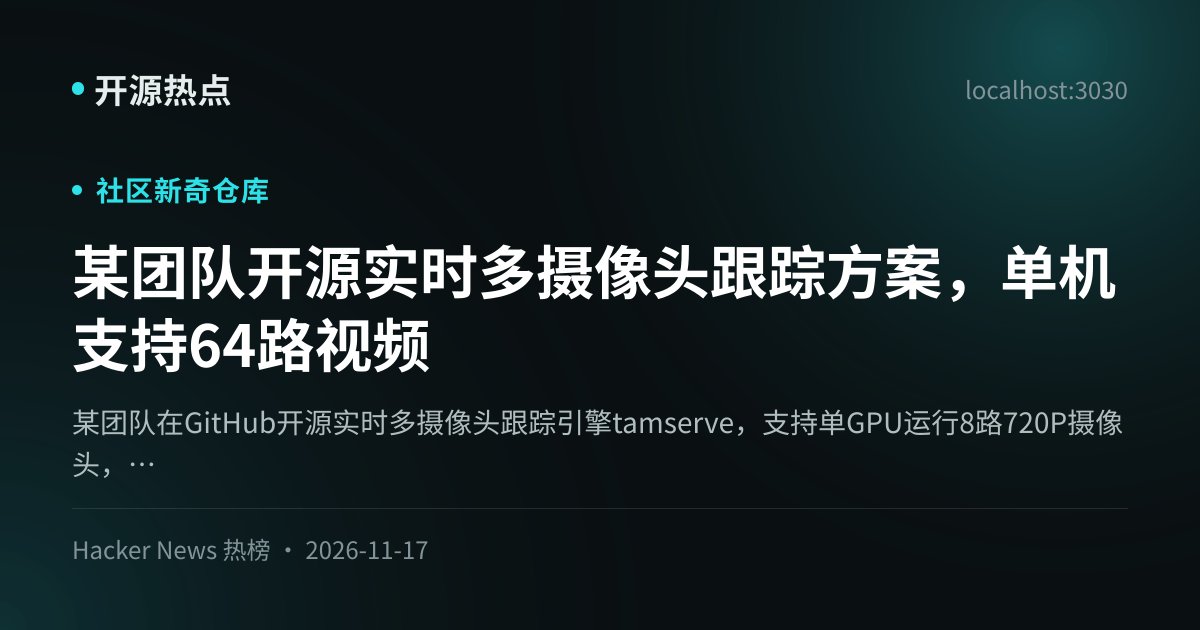 开源热点
localhost:3030
社区新奇仓库
某团队开源实时多摄像头跟踪方案，单机
支持64路视频
某团队在GitHub开源实时多摄像头跟踪引擎tamserve，支持单GPU运行8路720P摄像
头，…
Hacker News 热榜 • 2026-11-17